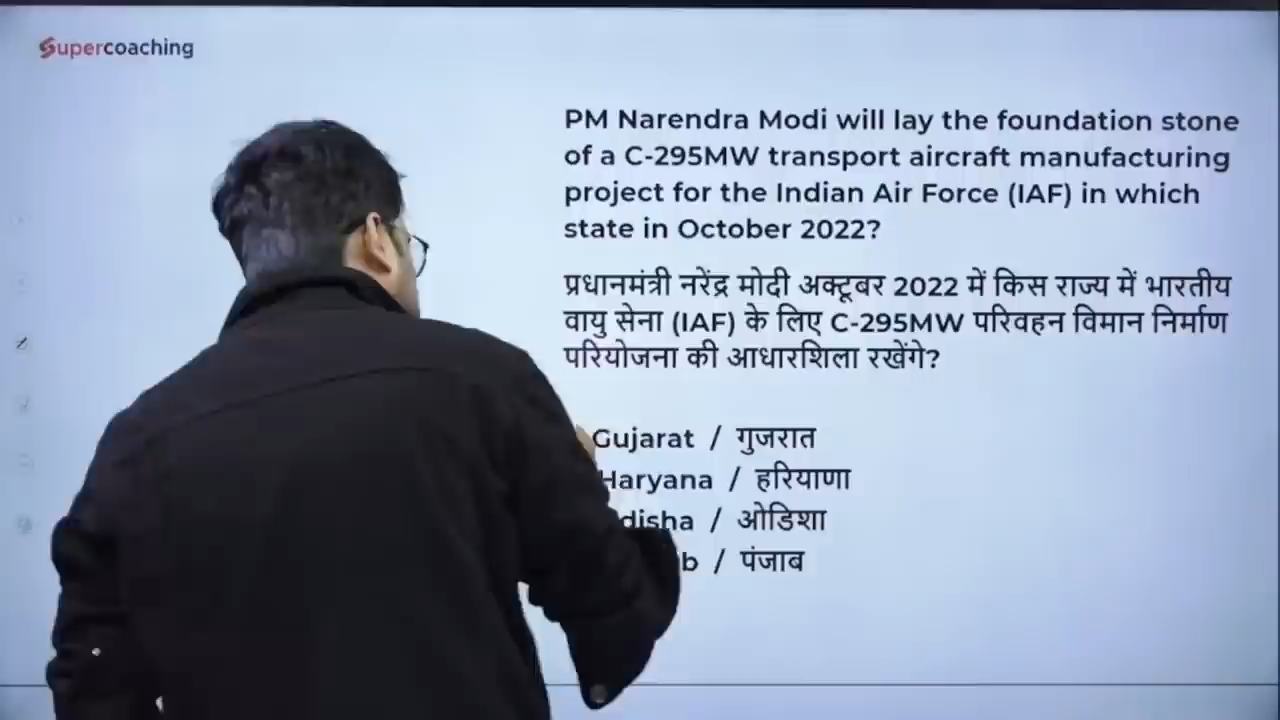 Supercoaching
PM Narendra Modi will lay the foundation stone
of a C-295MW transport aircraft manufacturing
project for the Indian Air Force (IAF) in which
state in October 2022?
प्रधानमंत्री नरेंद्र मोदी अक्टूबर 2022 में किस राज्य में भारतीय
वायु सेना (IAF) के लिए C-295MW परिवहन विमान निर्माण
परियोजना की आधारशिला रखेंगे?
Gujarat / गुजरात
Haryana / हरियाणा
/ ओडिशा
/ पंजाब